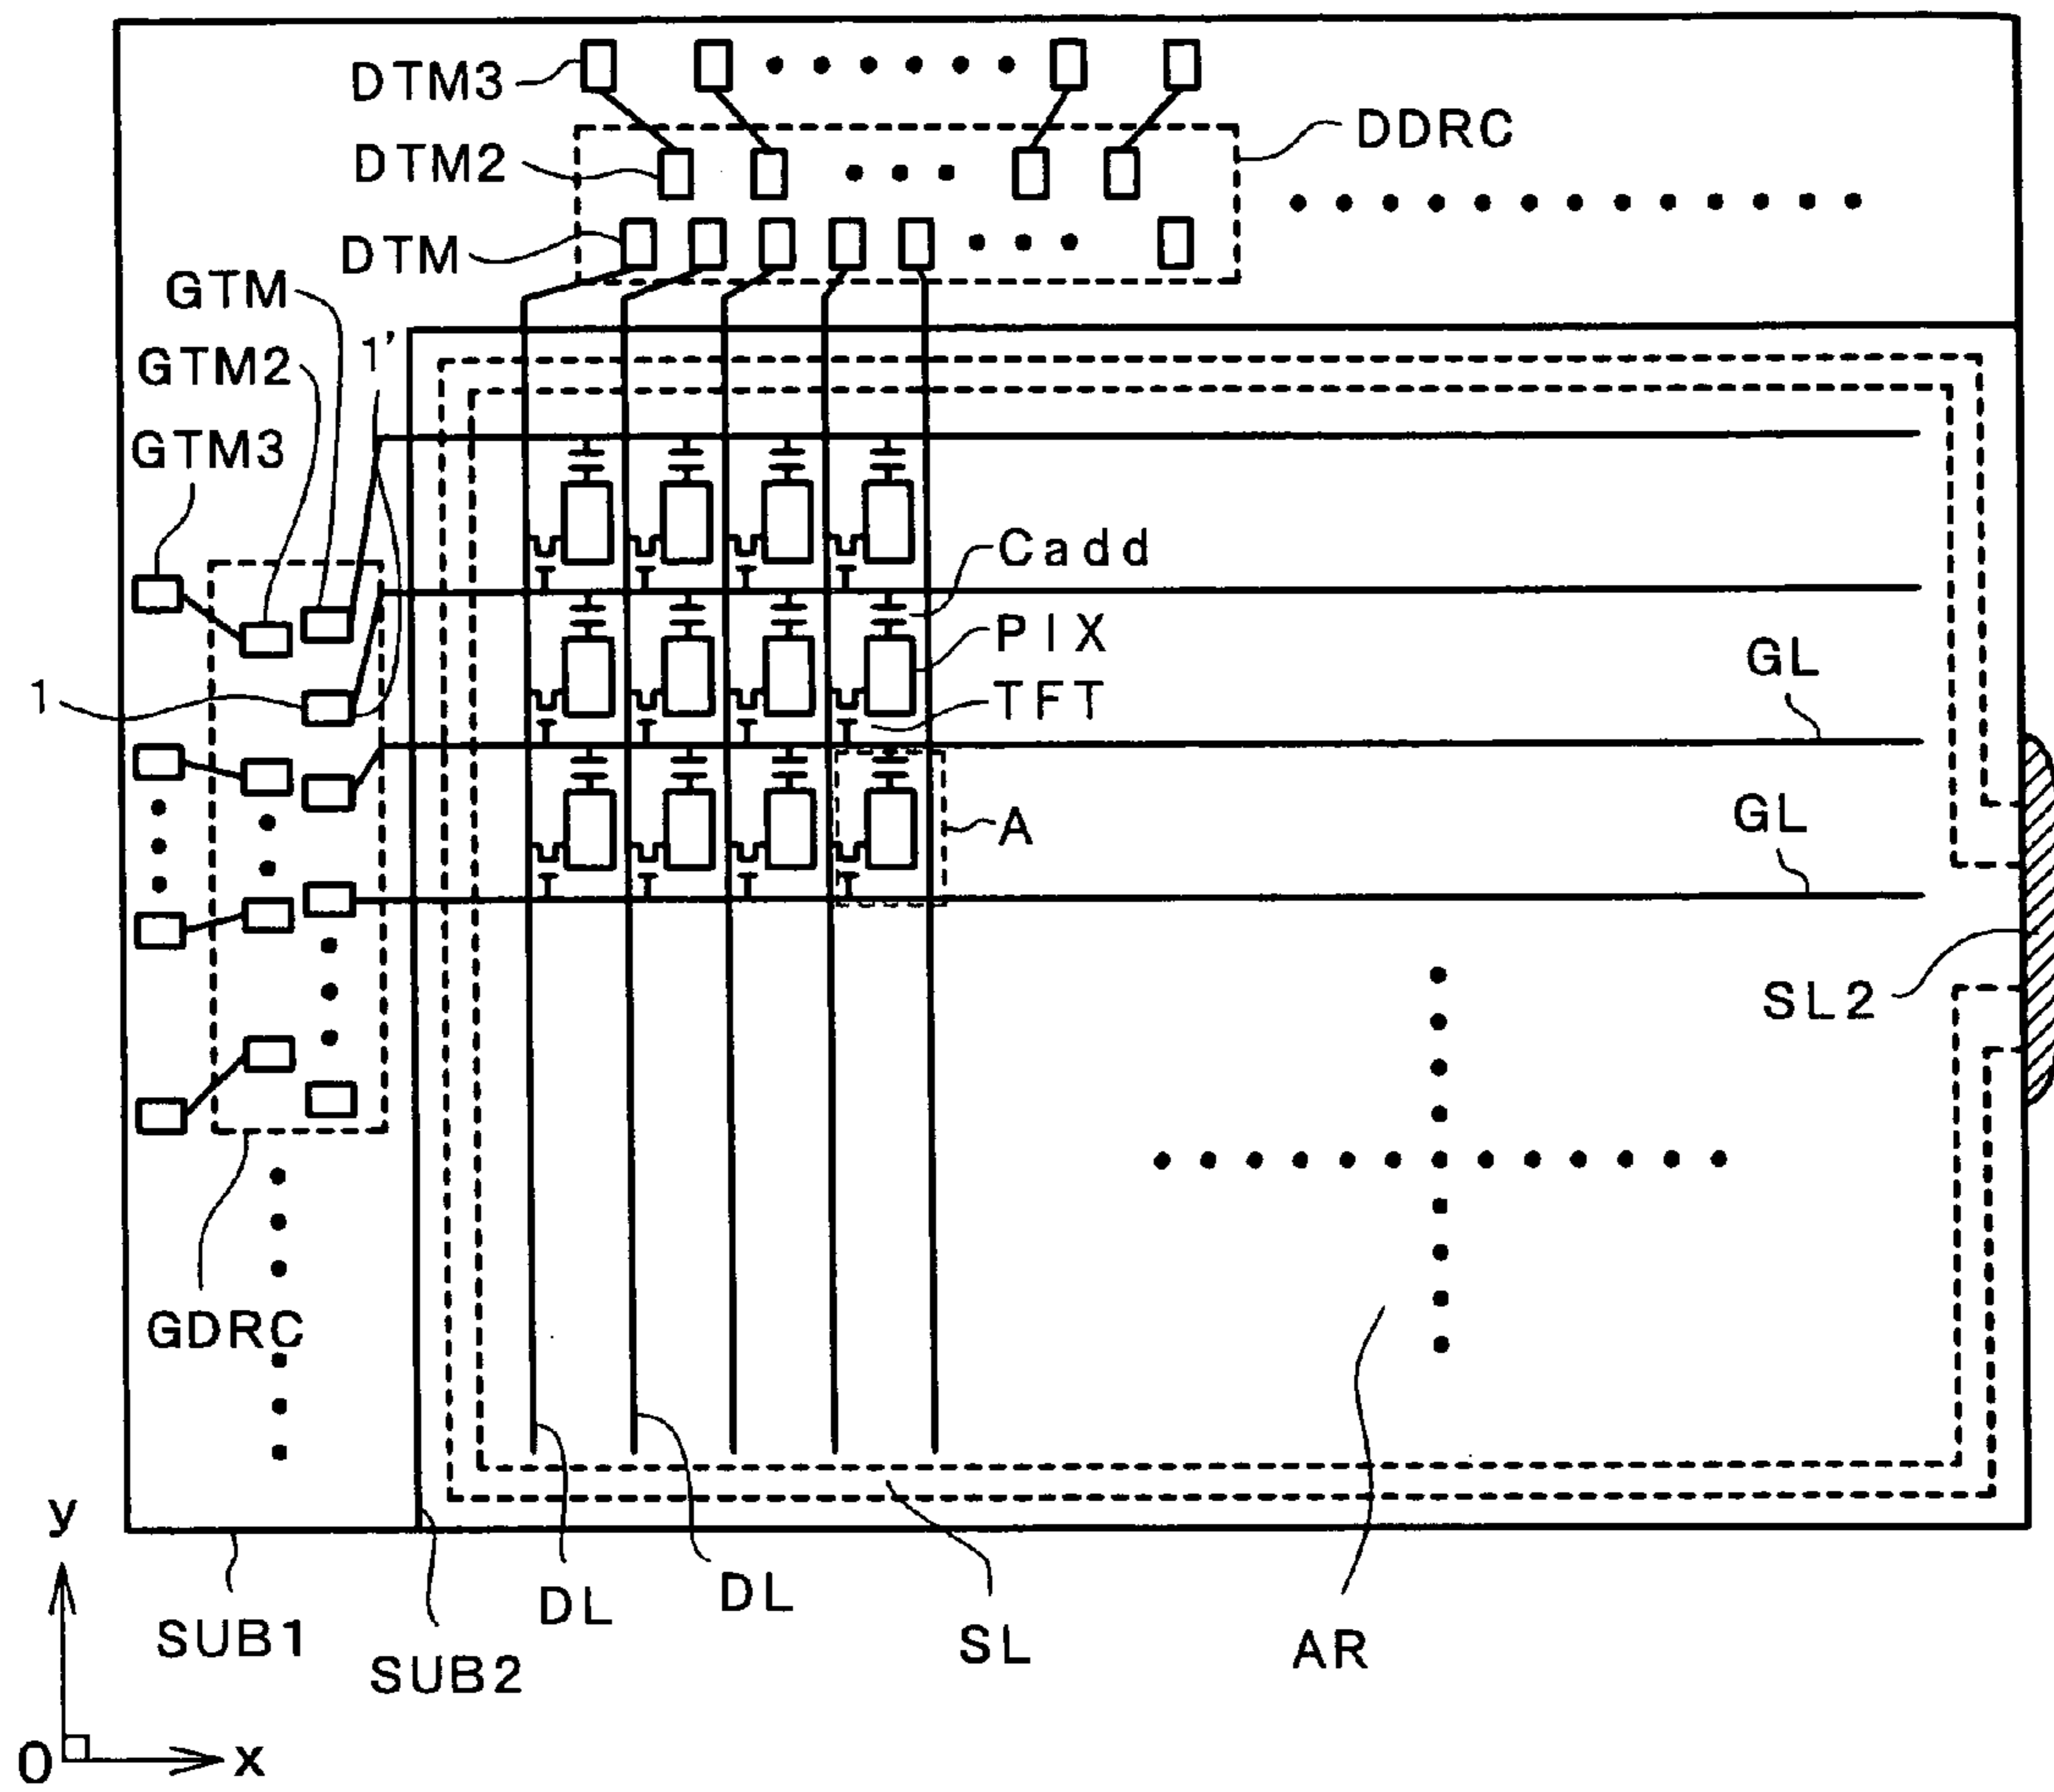 DTM3
DDRC
DTM2
DTM
GTM
1'
GTM2
GTM3
Cadd
PIX
GL
TFT
1
GL
A
SL2
GDRC
y
DL
DL
SUB1
SL
AR
SUB2
O
x